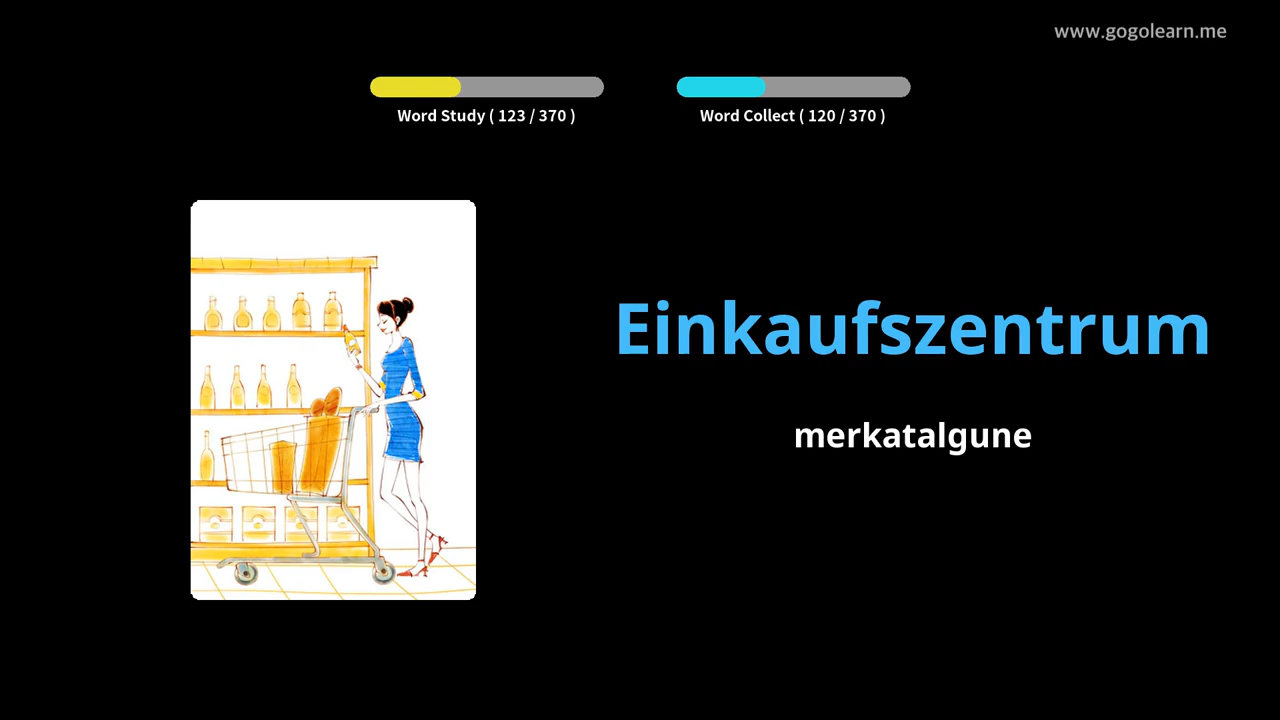 www.gogolearn.me
Word Study ( 123 / 370 )
Word Collect ( 120 / 370 )
Einkaufszentrum
merkatalgune